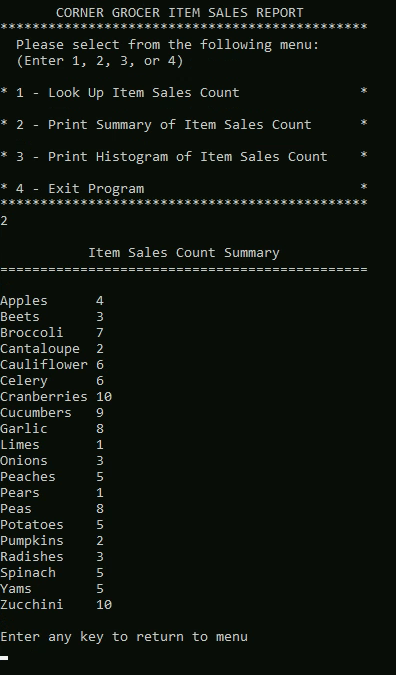 CORNER GROCER ITEM SALES REPORT
**********************************************
Please select from the following menu:
(Enter 1, 2, 3, or 4)
* 1 - Look Up Item Sales Count *
* 2 - Print Summary of Item Sales Count *
* 3 - Print Histogram of Item Sales Count *
* 4 - Exit Program *
**********************************************
2
Item Sales Count Summary
==============================================
Apples 4
Beets 3
Broccoli 7
Cantaloupe 2
Cauliflower 6
Celery 6
Cranberries 10
Cucumbers 9
Garlic 8
Limes 1
Onions 3
Peaches 5
Pears 1
Peas 8
Potatoes 5
Pumpkins 2
Radishes 3
Spinach 5
Yams 5
Zucchini 10
Enter any key to return to menu